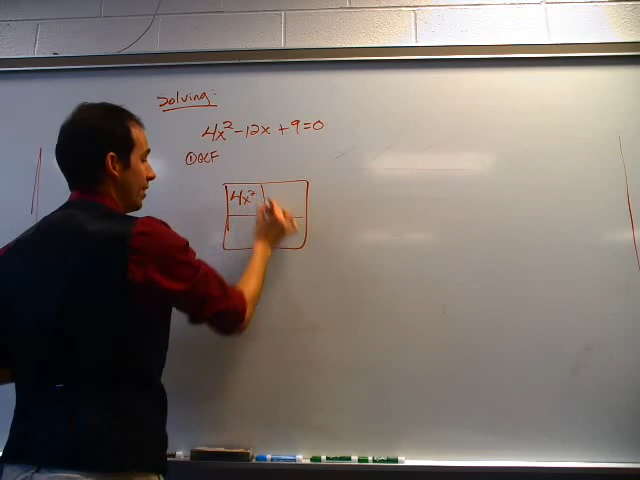 Solving:
4x² - 12x + 9 = 0
① GCF
4x²